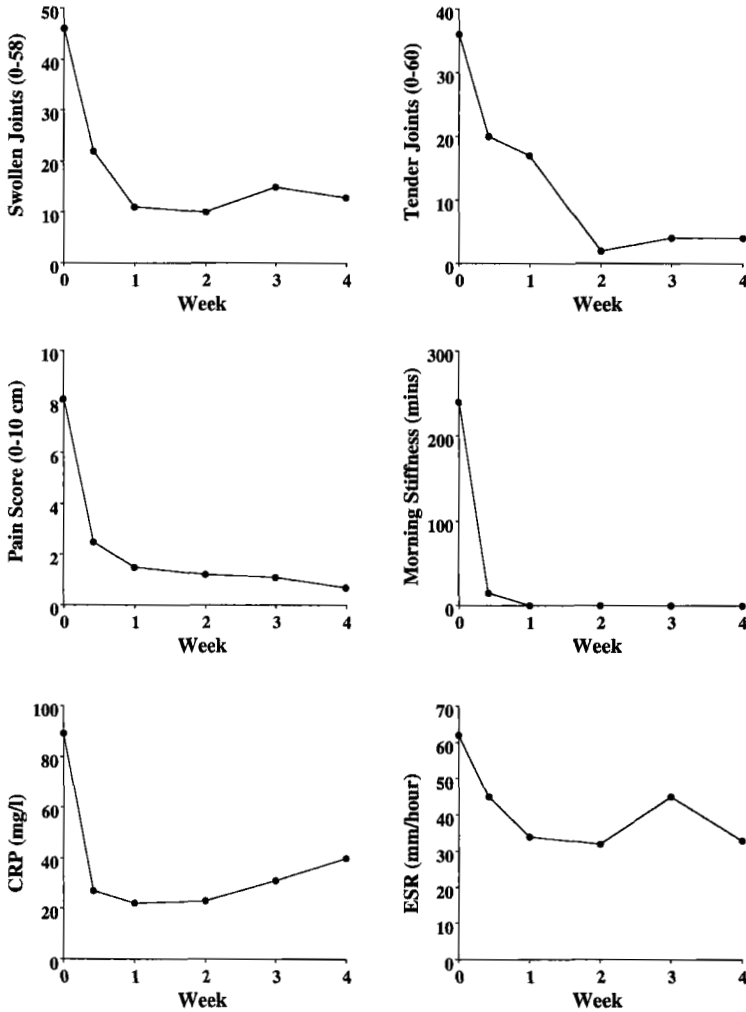 Swollen Joints (0-58)
50
40
30
20
10
0
0 1 2 3 4
Week
Tender Joints (0-60)
40
30
20
10
0
0 1 2 3 4
Week
Pain Score (0-10 cm)
10
8
6
4
2
0
0 1 2 3 4
Week
Morning Stiffness (mins)
300
200
100
0
0 1 2 3 4
Week
CRP (mg/l)
100
80
60
40
20
0
0 1 2 3 4
Week
ESR (mm/hour)
70
60
50
40
30
20
10
0
0 1 2 3 4
Week